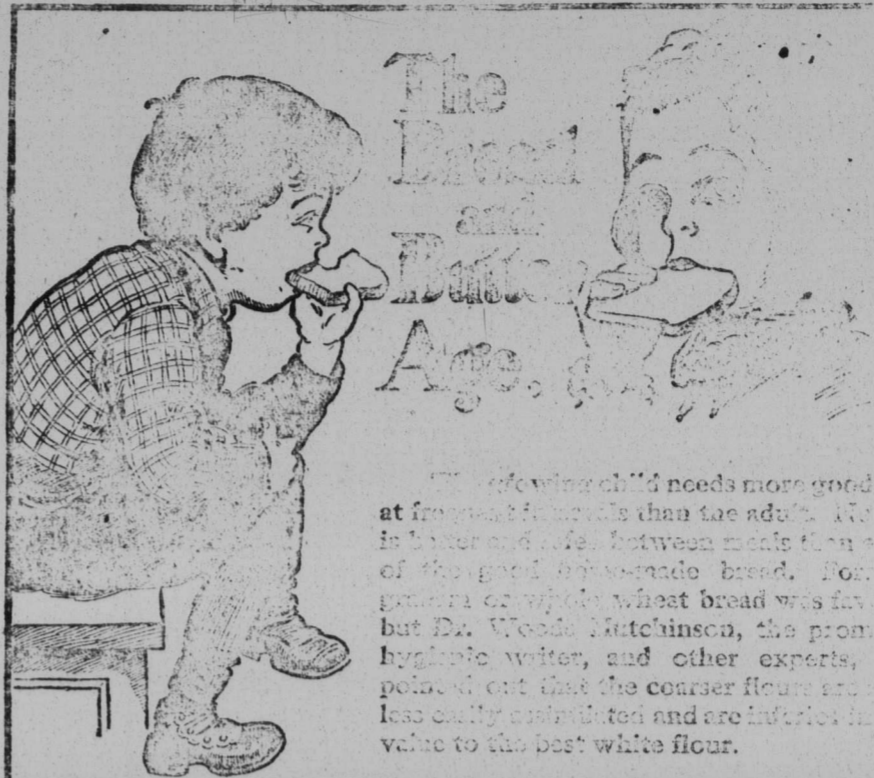 The
Bread
and
Butter
Age.
growing child needs more good
at frequent intervals than the adult. No
is better and safer between meals than
of the good home-made bread. For
graham or whole wheat bread was fav
but Dr. Woods Hutchinson, the prom
hygienic writer, and other experts,
pointed out that the coarser flours are
less easily assimilated and are inferior in
value to the best white flour.